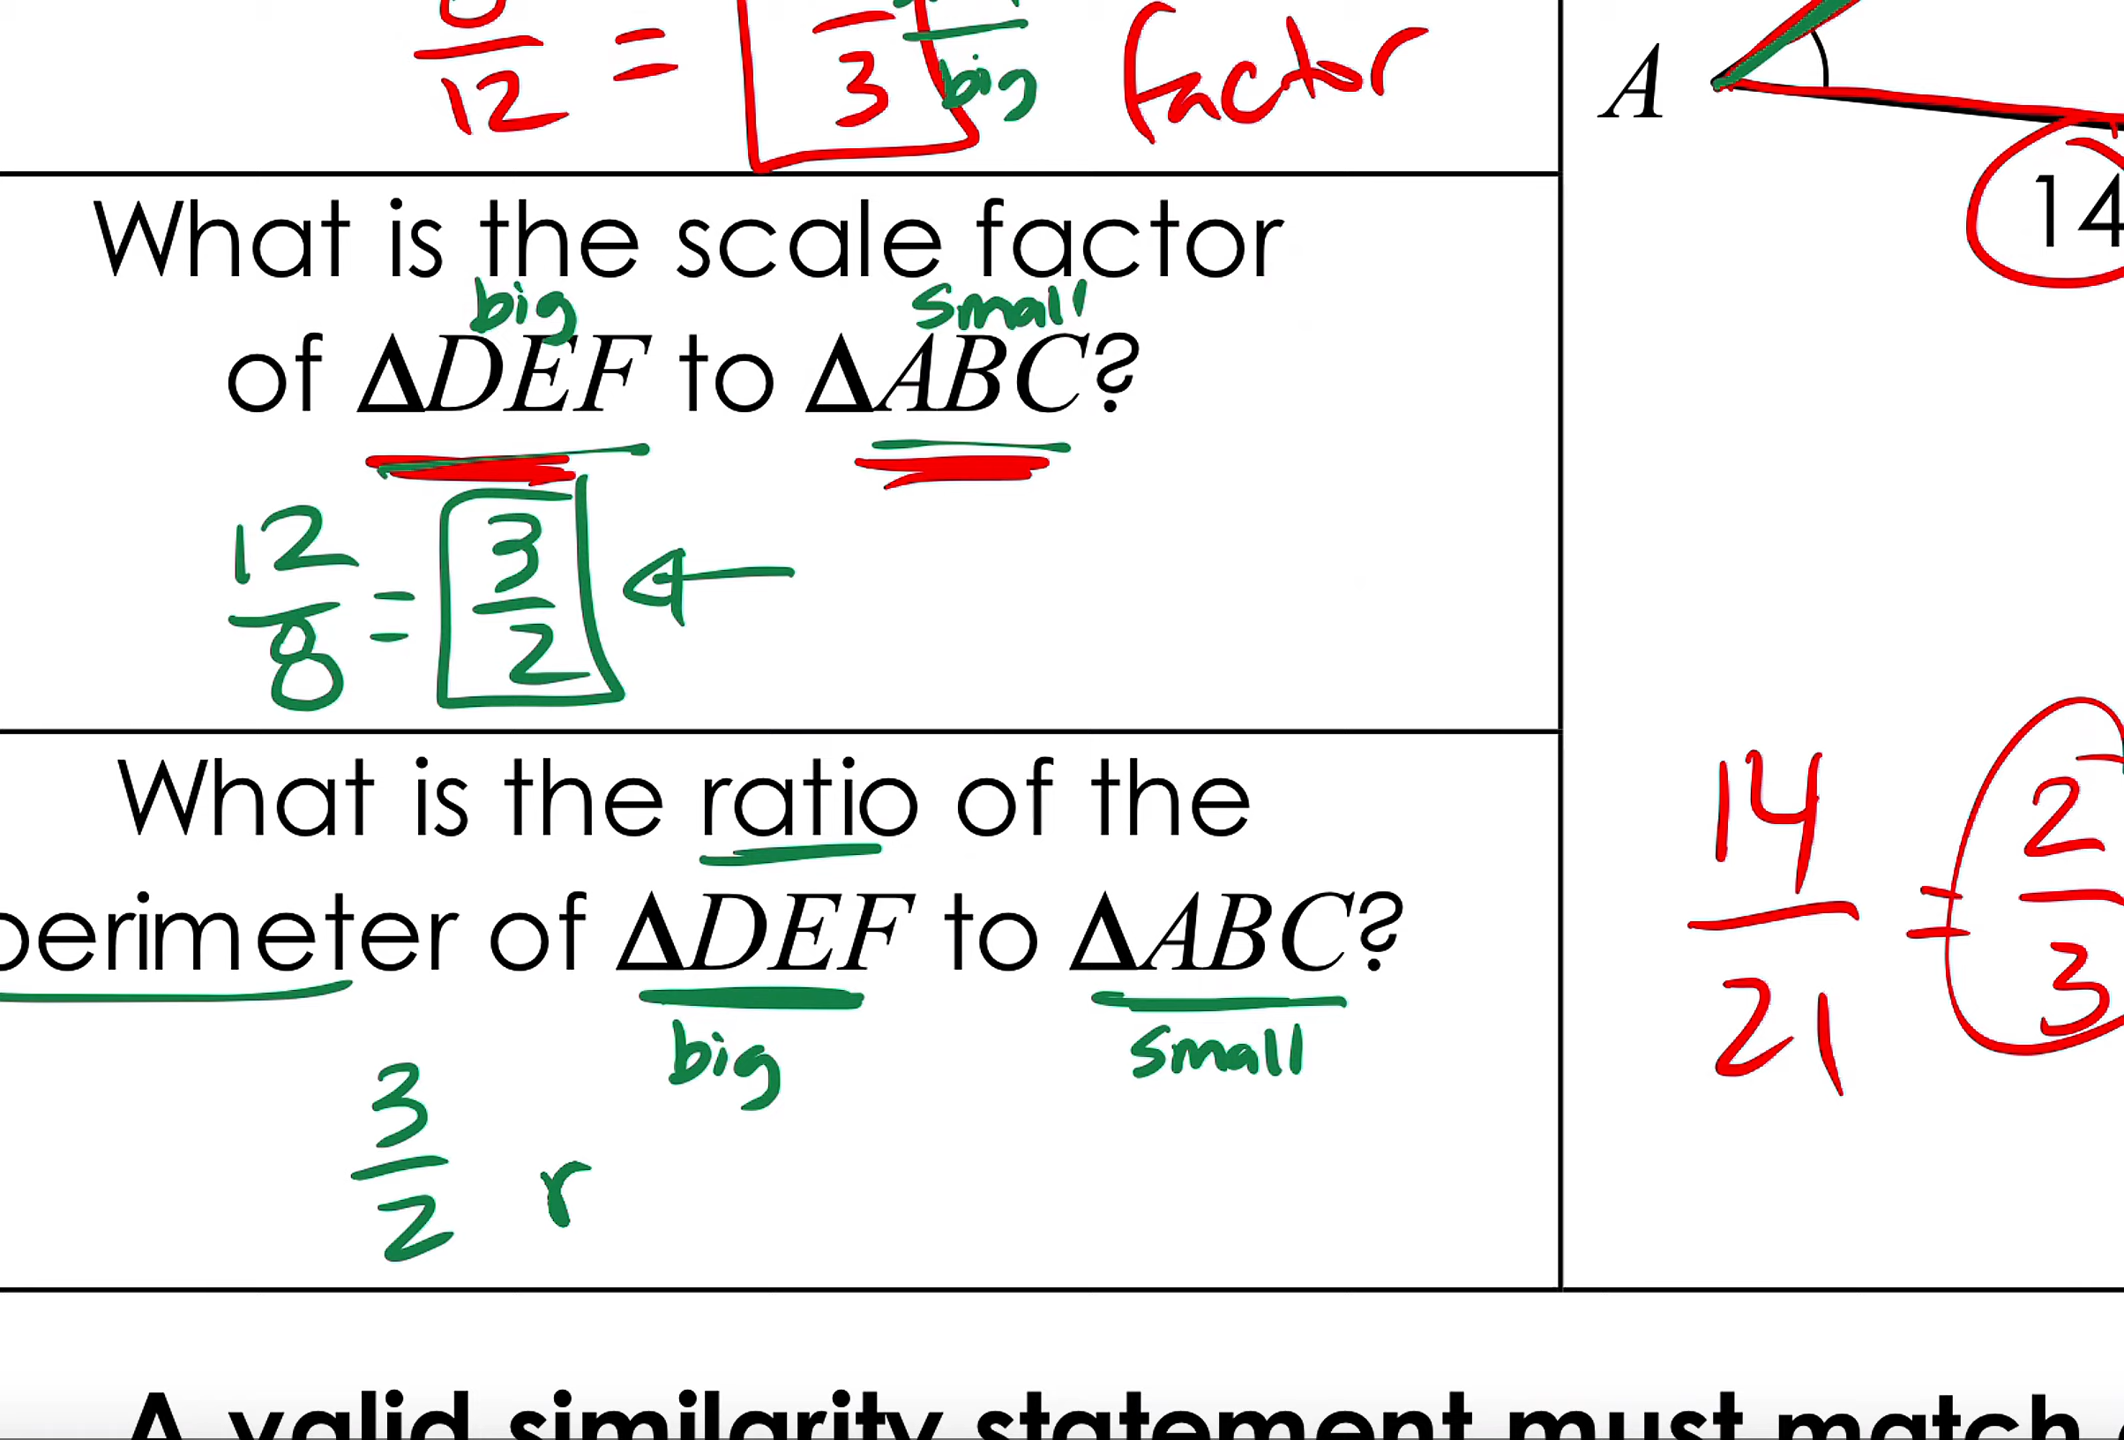 12 = 3 big factor
What is the scale factor
big small
of ΔDEF to ΔABC?
12/8 = 3/2
What is the ratio of the
perimeter of ΔDEF to ΔABC?
big small
3/2 r
A
14
14/21 = 2/3
A valid similarity statement must match